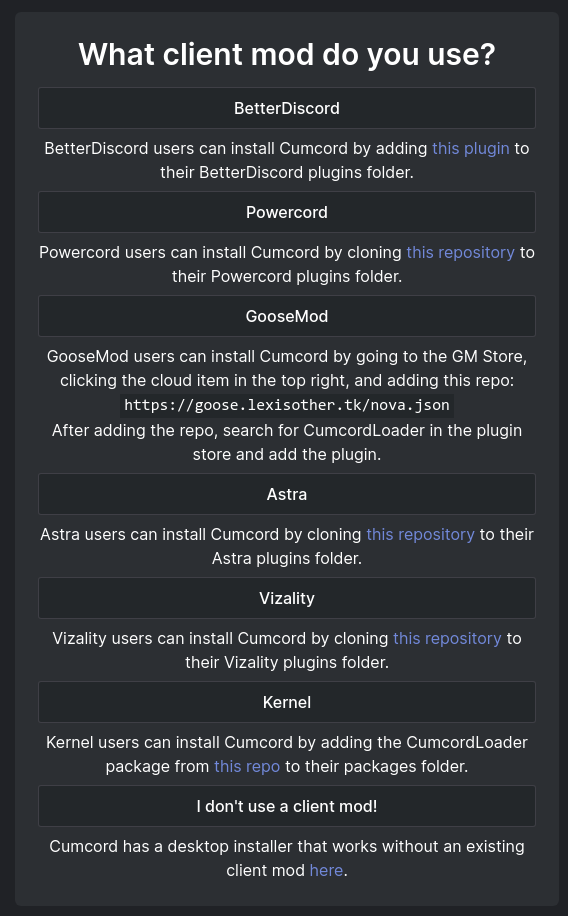 What client mod do you use?
BetterDiscord
BetterDiscord users can install Cumcord by adding this plugin to
their BetterDiscord plugins folder.
Powercord
Powercord users can install Cumcord by cloning this repository to
their Powercord plugins folder.
GooseMod
GooseMod users can install Cumcord by going to the GM Store,
clicking the cloud item in the top right, and adding this repo:
https://goose.lexisother.tk/nova.json
After adding the repo, search for CumcordLoader in the plugin
store and add the plugin.
Astra
Astra users can install Cumcord by cloning this repository to their
Astra plugins folder.
Vizality
Vizality users can install Cumcord by cloning this repository to
their Vizality plugins folder.
Kernel
Kernel users can install Cumcord by adding the CumcordLoader
package from this repo to their packages folder.
I don't use a client mod!
Cumcord has a desktop installer that works without an existing
client mod here.